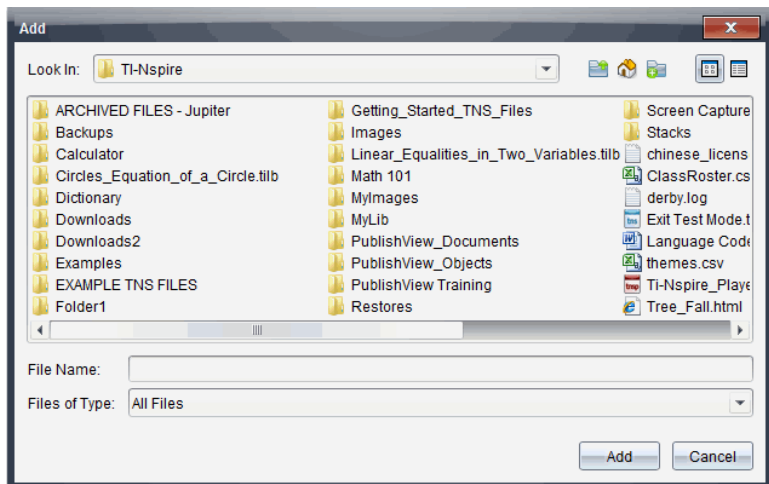 Add
Look In: TI-Nspire
ARCHIVED FILES - Jupiter
Backups
Calculator
Circles_Equation_of_a_Circle.tilb
Dictionary
Downloads
Downloads2
Examples
EXAMPLE TNS FILES
Folder1
Getting_Started_TNS_Files
Images
Linear_Equalities_in_Two_Variables.tilb
Math 101
MyImages
MyLib
PublishView_Documents
PublishView_Objects
PublishView Training
Restores
Screen Capture
Stacks
chinese_licens
ClassRoster.cs
derby.log
Exit Test Mode.t
Language Code
themes.csv
Ti-Nspire_Playe
Tree_Fall.html
File Name:
Files of Type: All Files
Add Cancel